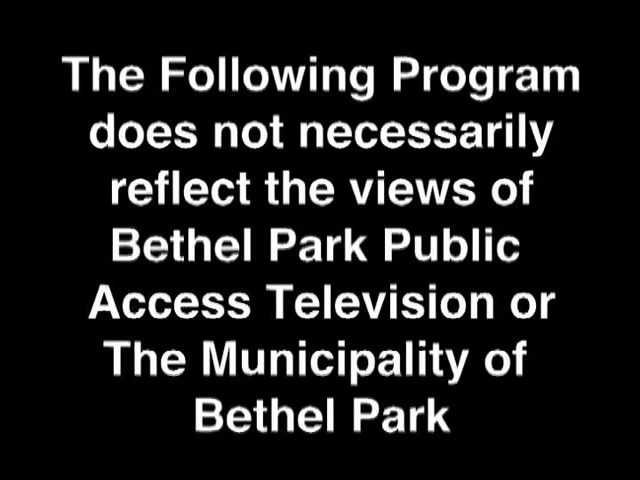 The Following Program
does not necessarily
reflect the views of
Bethel Park Public
Access Television or
The Municipality of
Bethel Park